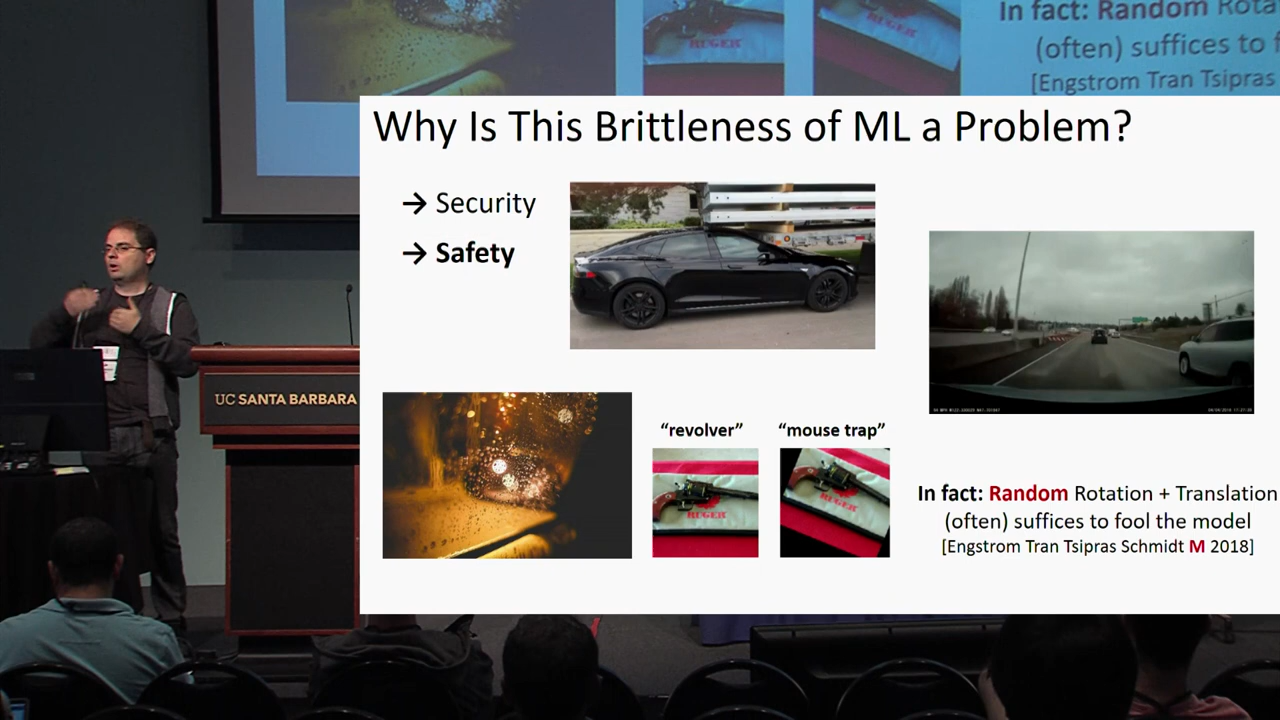 In fact: Random Rota
(often) suffices to f
[Engstrom Tran Tsipras
RUGER
RUGER
Why Is This Brittleness of ML a Problem?
→ Security
→ Safety
UC SANTA BARBARA
"revolver"
"mouse trap"
RUGER
RUGER
In fact: Random Rotation + Translation
(often) suffices to fool the model
[Engstrom Tran Tsipras Schmidt M 2018]